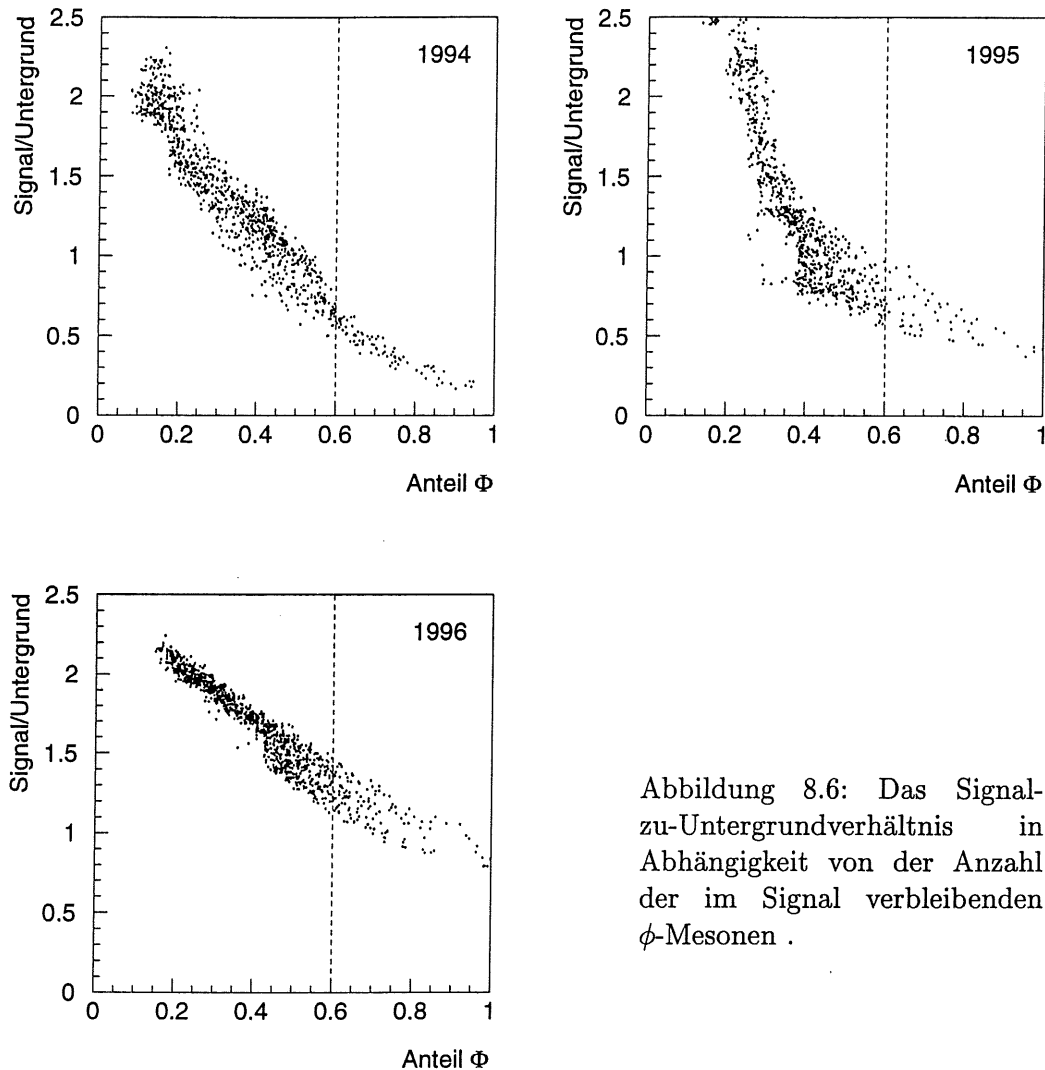 2.5
2
1.5
1
0.5
0
Signal/Untergrund
1994
0 0.2 0.4 0.6 0.8 1
Anteil Φ
2.5
2
1.5
1
0.5
0
Signal/Untergrund
1995
0 0.2 0.4 0.6 0.8 1
Anteil Φ
2.5
2
1.5
1
0.5
0
Signal/Untergrund
1996
0 0.2 0.4 0.6 0.8 1
Anteil Φ
Abbildung 8.6: Das Signal-
zu-Untergrundverhältnis in
Abhängigkeit von der Anzahl
der im Signal verbleibenden
ϕ-Mesonen .